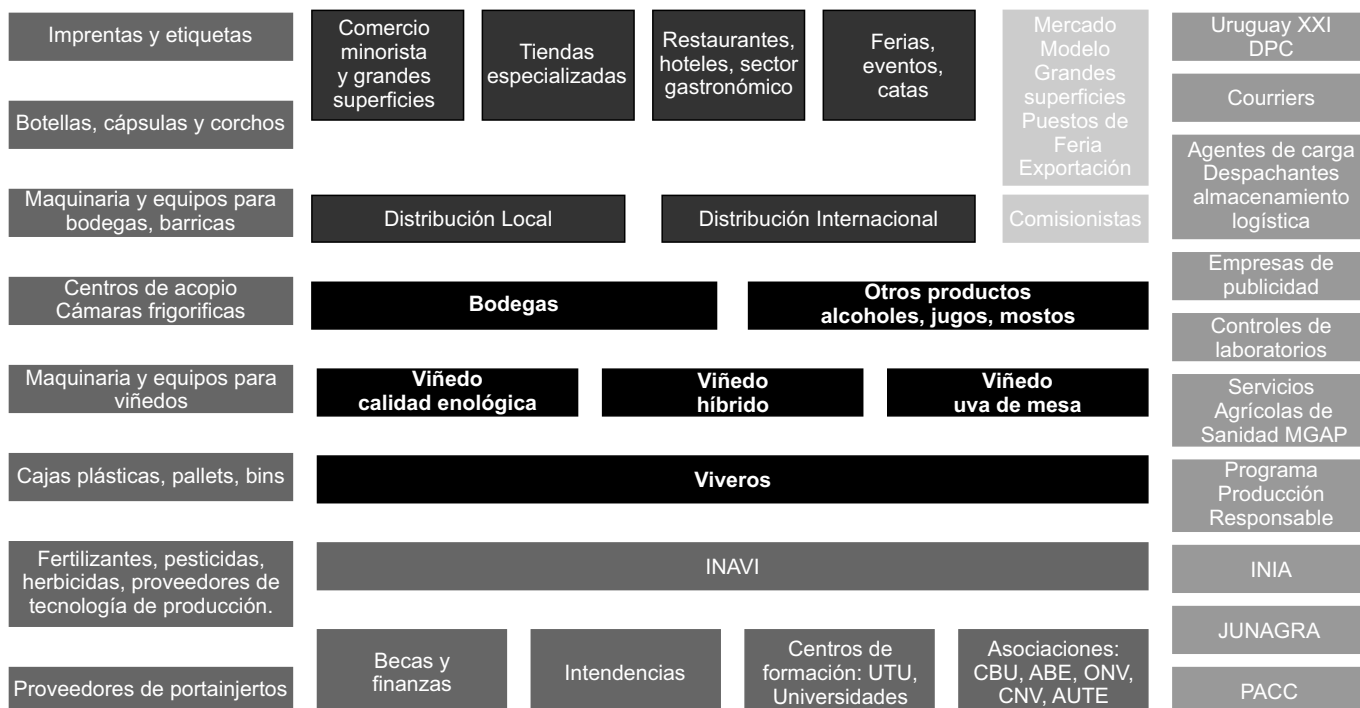 Imprentas y etiquetas
Botellas, cápsulas y corchos
Maquinaria y equipos para
bodegas, barricas
Centros de acopio
Cámaras frigorificas
Maquinaria y equipos para
viñedos
Cajas plásticas, pallets, bins
Fertilizantes, pesticidas,
herbicidas, proveedores de
tecnología de producción.
Proveedores de portainjertos
Comercio
minorista
y grandes
superficies
Tiendas
especializadas
Restaurantes,
hoteles, sector
gastronómico
Ferias,
eventos,
catas
Mercado
Modelo
Grandes
superficies
Puestos de
Feria
Exportación
Distribución Local
Distribución Internacional
Comisionistas
Bodegas
Otros productos
alcoholes, jugos, mostos
Viñedo
calidad enológica
Viñedo
híbrido
Viñedo
uva de mesa
Viveros
INAVI
Becas y
finanzas
Intendencias
Centros de
formación: UTU,
Universidades
Asociaciones:
CBU, ABE, ONV,
CNV, AUTE
Uruguay XXI
DPC
Courriers
Agentes de carga
Despachantes
almacenamiento
logística
Empresas de
publicidad
Controles de
laboratorios
Servicios
Agrícolas de
Sanidad MGAP
Programa
Producción
Responsable
INIA
JUNAGRA
PACC